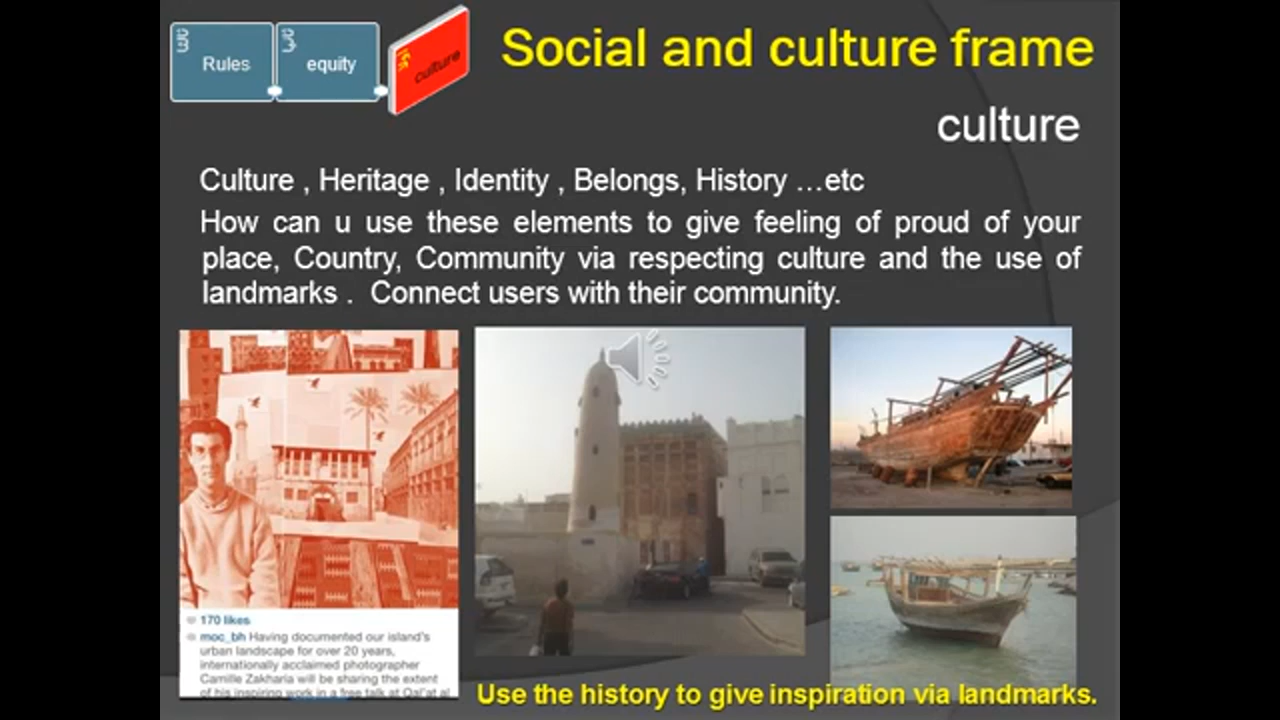 Rules
equity
culture
Social and culture frame
culture
Culture , Heritage , Identity , Belongs, History ...etc
How can u use these elements to give feeling of proud of your
place, Country, Community via respecting culture and the use of
landmarks . Connect users with their community.
170 likes
moc_bh Having documented our island's
urban landscape for over 20 years,
internationally acclaimed photographer
Camille Zakharia will be sharing the extent
of his inspiring work in a free talk at Qal'at al
Use the history to give inspiration via landmarks.